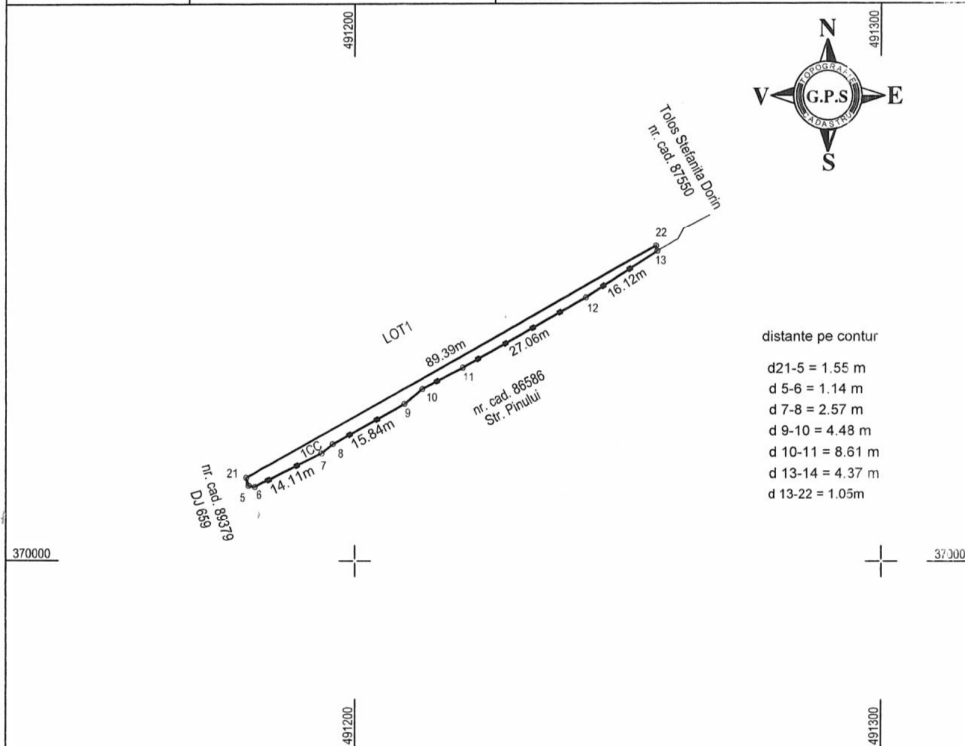 491200
491300
N
TOPOGRAFIE
V
G.P.S
E
CADASTRU
S
Tolos Stefanita Dorin
nr. cad. 87550
22
13
16.12m
12
LOT1
89.39m
27.06m
11
nr. cad. 86586
Str. Pinului
10
9
15.84m
8
1CC
7
14.11m
21
5
6
nr. cad. 89379
DJ 659
distante pe contur
d21-5 = 1.55 m
d 5-6 = 1.14 m
d 7-8 = 2.57 m
d 9-10 = 4.48 m
d 10-11 = 8.61 m
d 13-14 = 4.37 m
d 13-22 = 1.05m
370000
37000
491200
491300